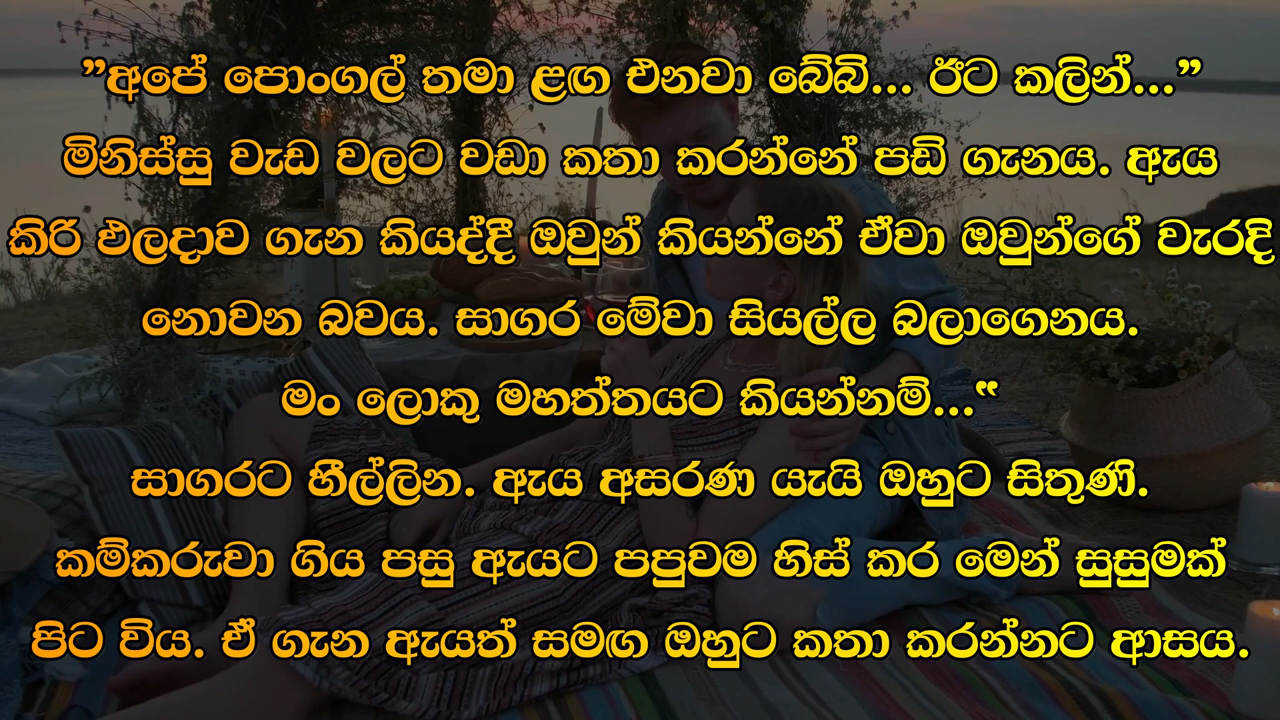 ”අපේ පොංගල් තමා ළඟ එනවා බේබි... ඊට කලින්...”
මිනිස්සු වැඩ වලට වඩා කතා කරන්නේ පඩි ගැනය. ඇය
කිරි ඵලදාව ගැන කියද්දී ඔවුන් කියන්නේ ඒවා ඔවුන්ගේ වැරදි
නොවන බවය. සාගර මේවා සියල්ල බලාගෙනය.
මං ලොකු මහත්තයට කියන්නම්...“
සාගරට හීල්ලින. ඇය අසරණ යැයි ඔහුට සිතුණි.
කම්කරුවා ගිය පසු ඇයට පපුවම හිස් කර මෙන් සුසුමක්
පිට විය. ඒ ගැන ඇයත් සමඟ ඔහුට කතා කරන්නට ආසය.